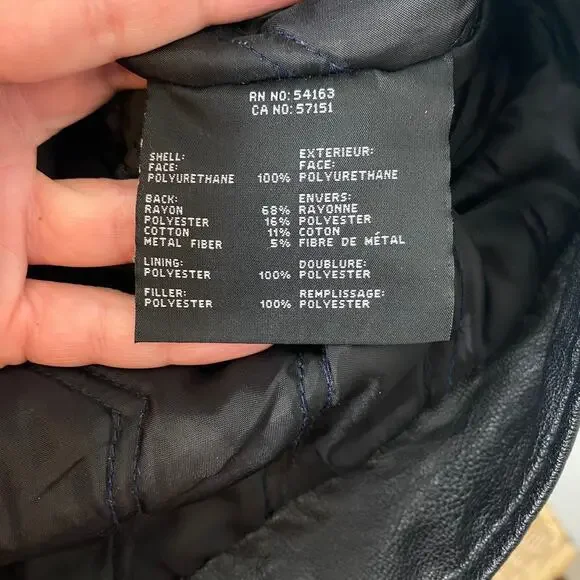 RN NO: 54163
CA NO: 57151
SHELL: EXTERIEUR:
FACE: FACE:
POLYURETHANE 100% POLYURETHANE
BACK: ENVERS:
RAYON 68% RAYONNE
POLYESTER 16% POLYESTER
COTTON 11% COTON
METAL FIBER 5% FIBRE DE MÉTAL
LINING: DOUBLURE:
POLYESTER 100% POLYESTER
FILLER: REMPLISSAGE:
POLYESTER 100% POLYESTER